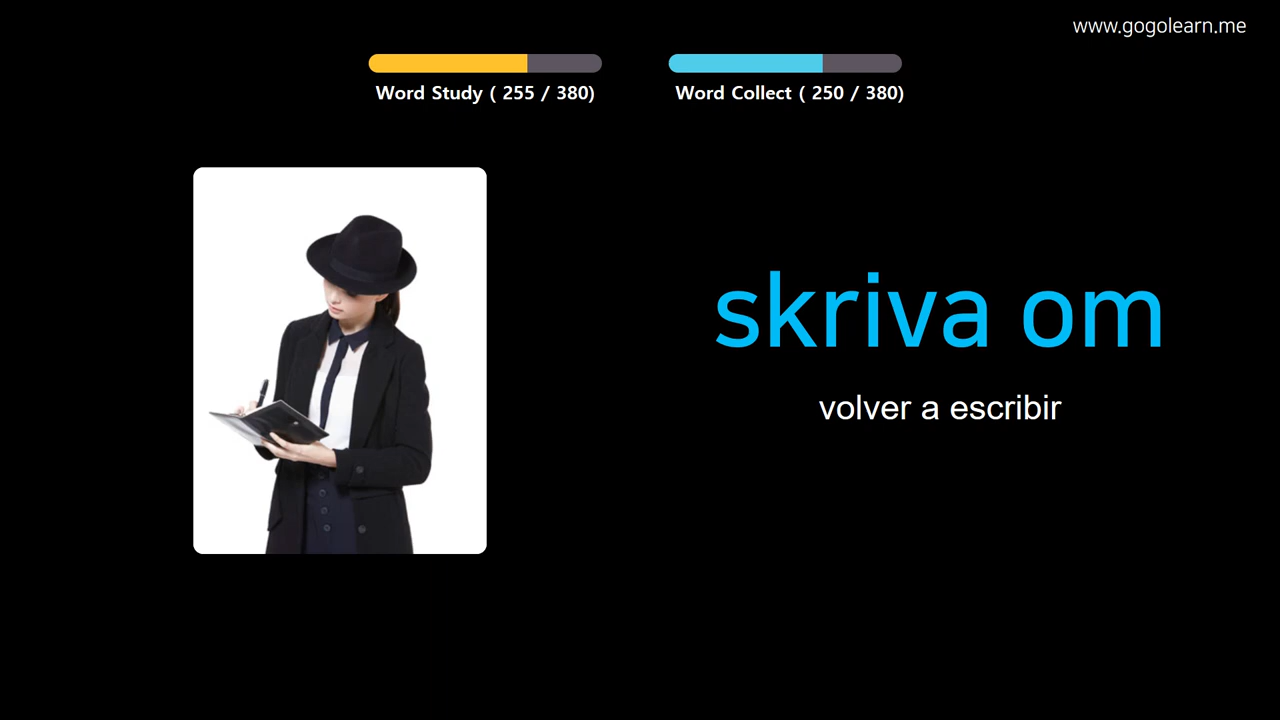 www.gogolearn.me
Word Study ( 255 / 380)
Word Collect ( 250 / 380)
skriva om
volver a escribir